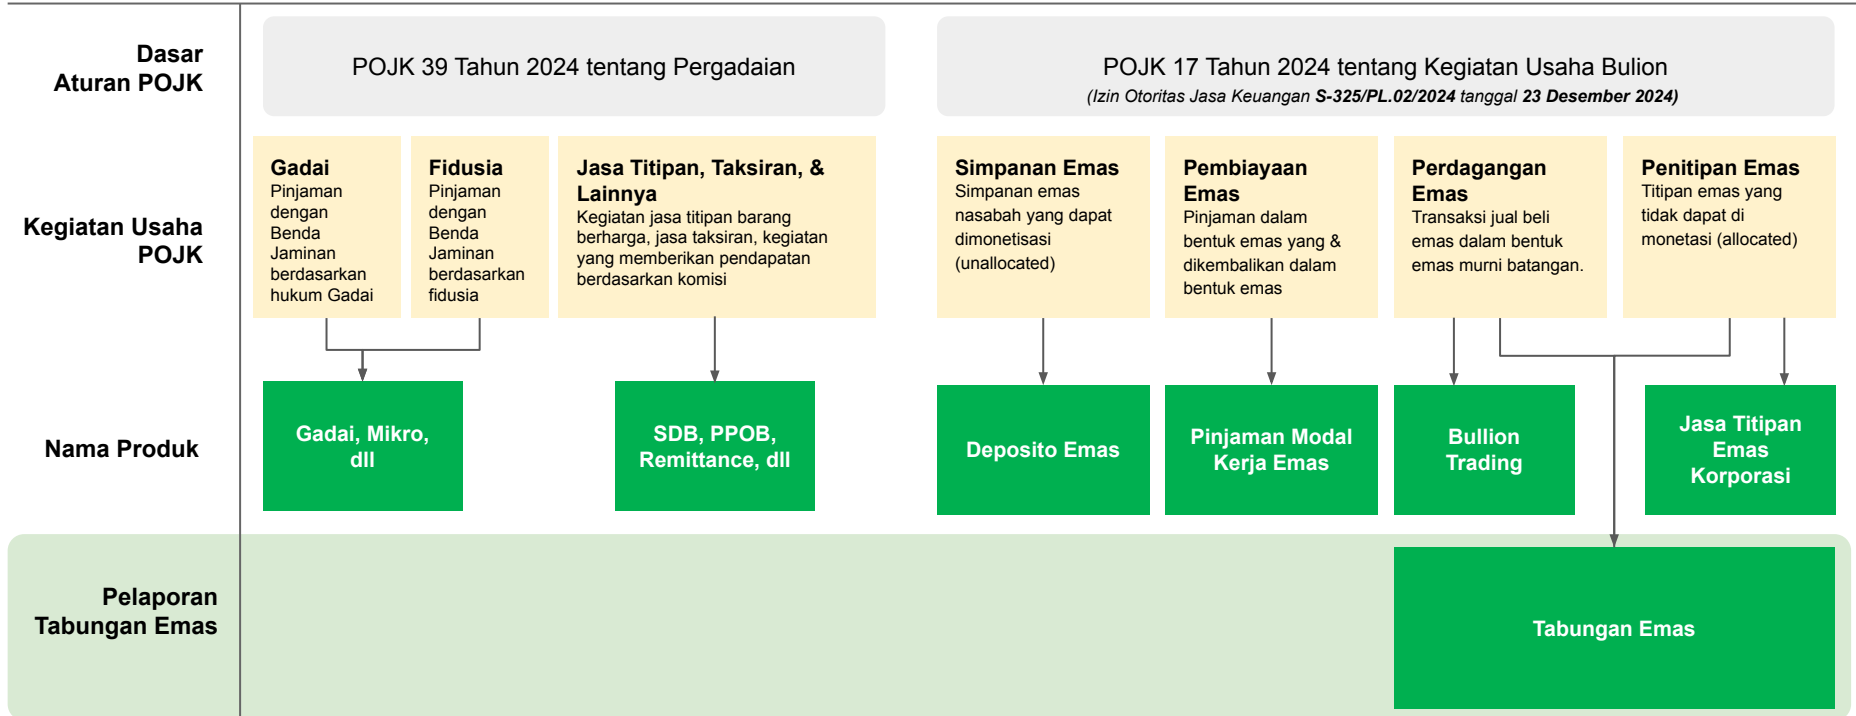 Dasar
Aturan POJK
POJK 39 Tahun 2024 tentang Pergadaian
POJK 17 Tahun 2024 tentang Kegiatan Usaha Bulion
(Izin Otoritas Jasa Keuangan S-325/PL.02/2024 tanggal 23 Desember 2024)
Kegiatan Usaha
POJK
Gadai
Pinjaman
dengan
Benda
Jaminan
berdasarkan
hukum Gadai
Fidusia
Pinjaman
dengan
Benda
Jaminan
berdasarkan
fidusia
Jasa Titipan, Taksiran, &
Lainnya
Kegiatan jasa titipan barang
berharga, jasa taksiran, kegiatan
yang memberikan pendapatan
berdasarkan komisi
Simpanan Emas
Simpanan emas
nasabah yang dapat
dimonetisasi
(unallocated)
Pembiayaan
Emas
Pinjaman dalam
bentuk emas yang &
dikembalikan dalam
bentuk emas
Perdagangan
Emas
Transaksi jual beli
emas dalam bentuk
emas murni batangan.
Penitipan Emas
Titipan emas yang
tidak dapat di
monetasi (allocated)
Nama Produk
Gadai, Mikro,
dll
SDB, PPOB,
Remittance, dll
Deposito Emas
Pinjaman Modal
Kerja Emas
Bullion
Trading
Jasa Titipan
Emas
Korporasi
Pelaporan
Tabungan Emas
Tabungan Emas